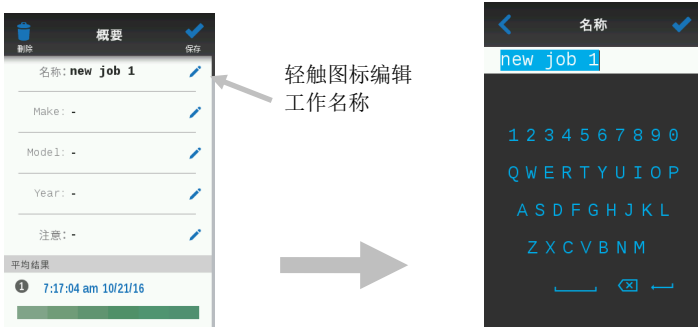 概要
删除
保存
名称: new job 1
Make: -
Model: -
Year: -
注意: -
平均结果
1 7:17:04 am 10/21/16
轻触图标编辑
工作名称
名称
new job 1
1 2 3 4 5 6 7 8 9 0
Q W E R T Y U I O P
A S D F G H J K L
Z X C V B N M